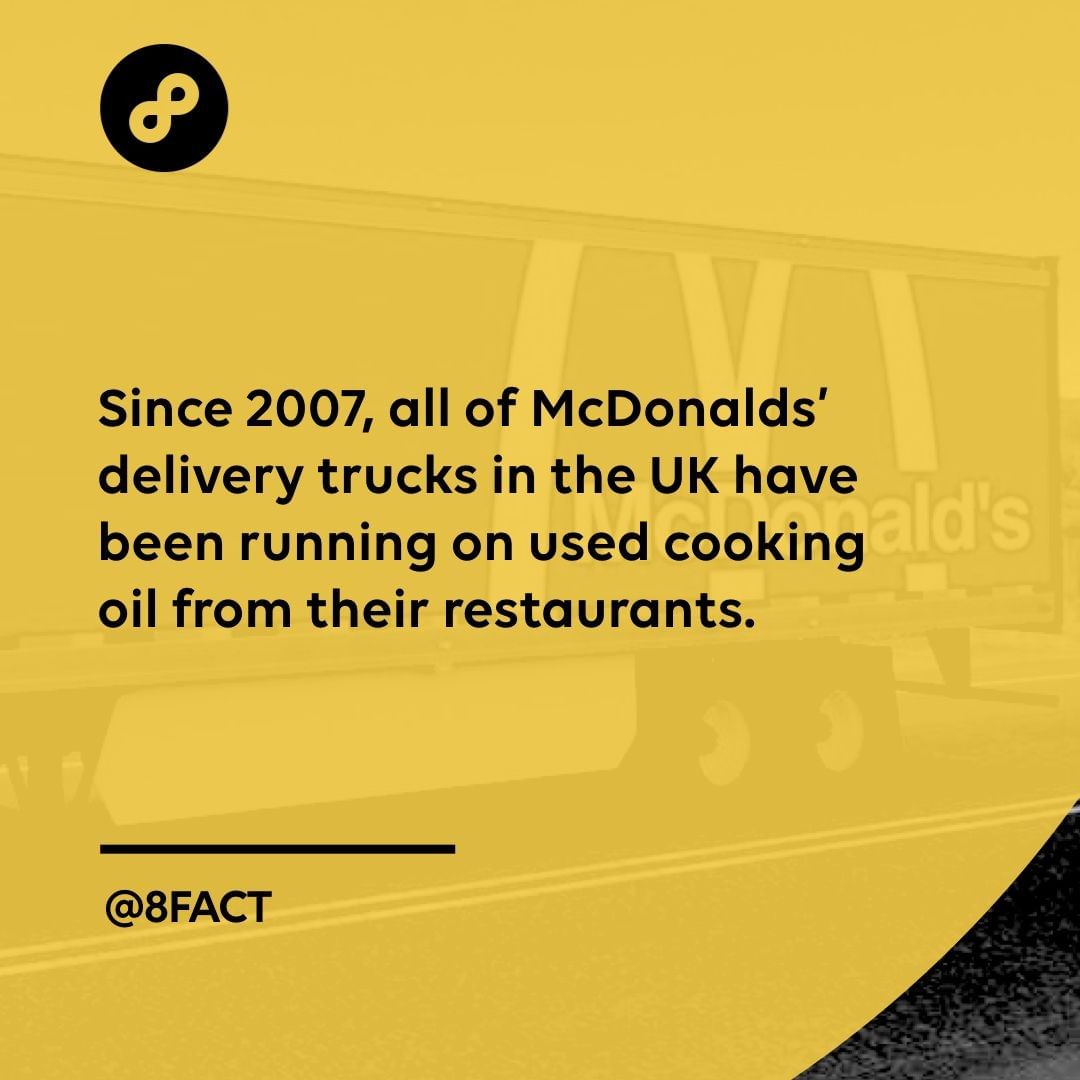 Since 2007, all of McDonalds’
delivery trucks in the UK have
been running on used cooking
oil from their restaurants.
McDonald's
@8FACT